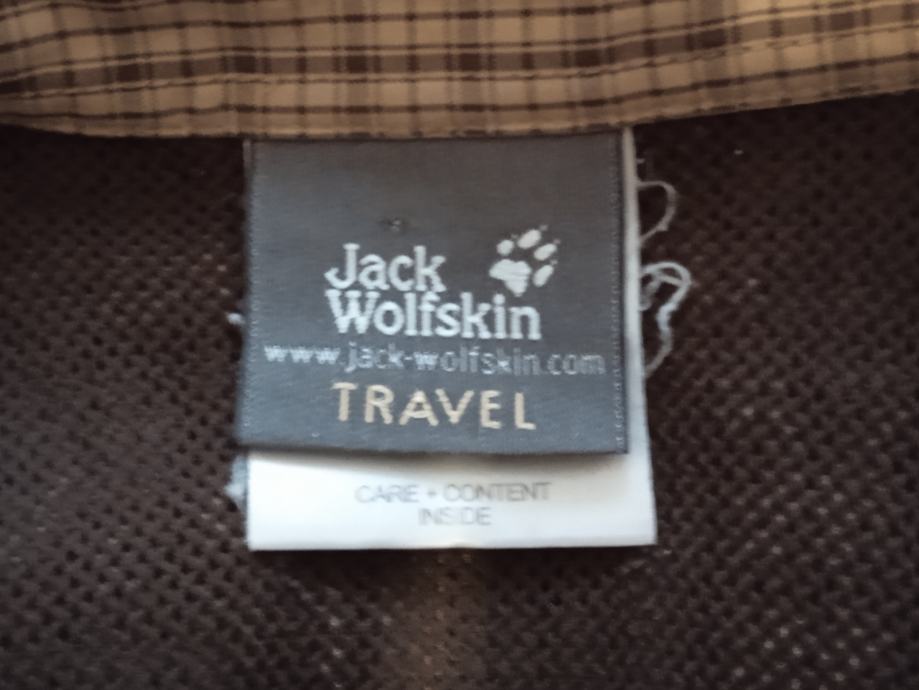 Jack
Wolfskin
www.jack-wolfskin.com
TRAVEL
CARE + CONTENT
INSIDE